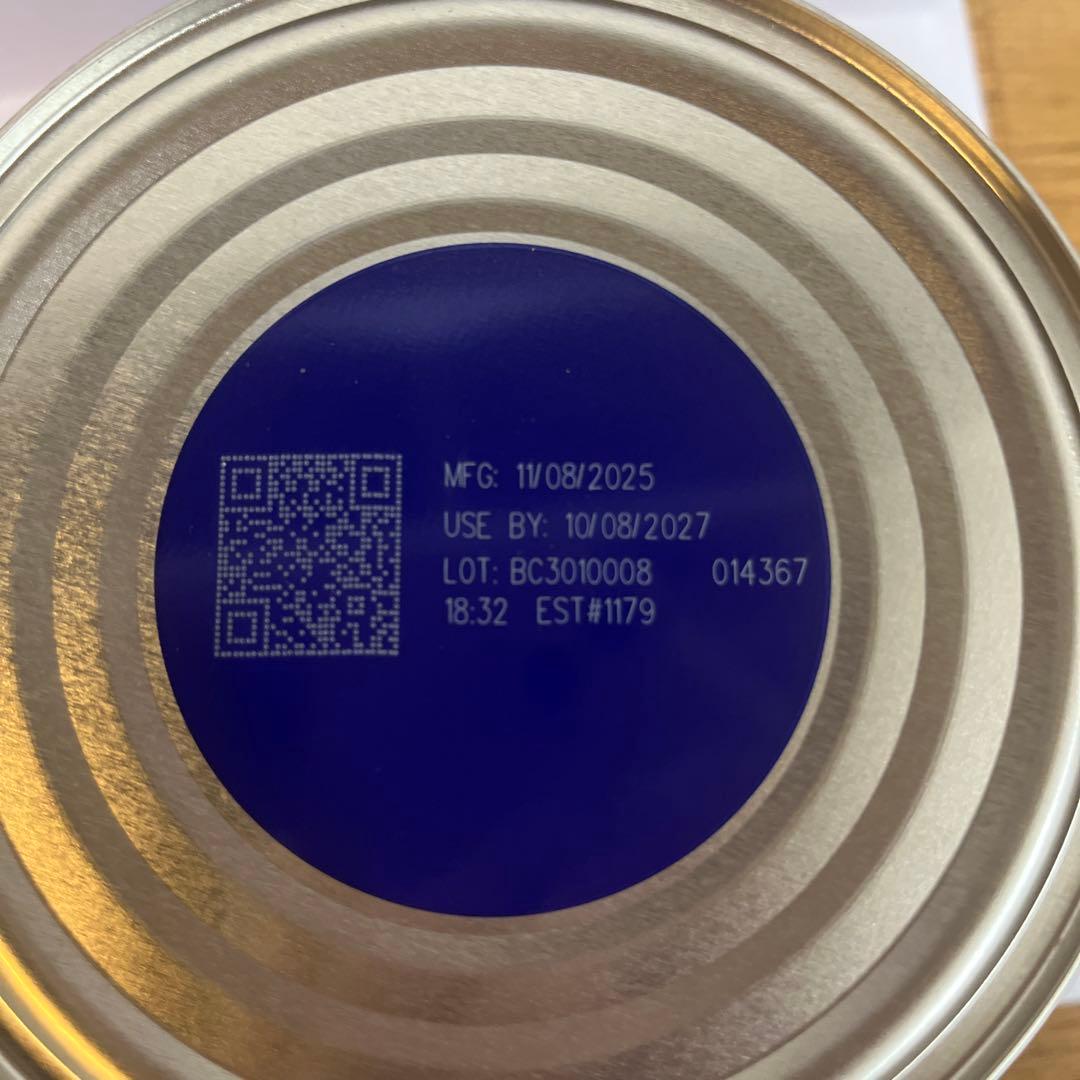 MFG: 11/08/2025
USE BY: 10/08/2027
LOT: BC3010008 014367
18:32 EST#1179